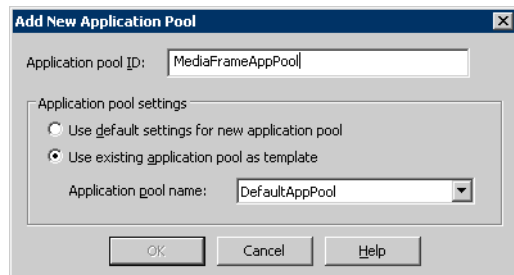 Add New Application Pool
Application pool ID: MediaFrameAppPool
Application pool settings
Use default settings for new application pool
Use existing application pool as template
Application pool name: DefaultAppPool
OK Cancel Help